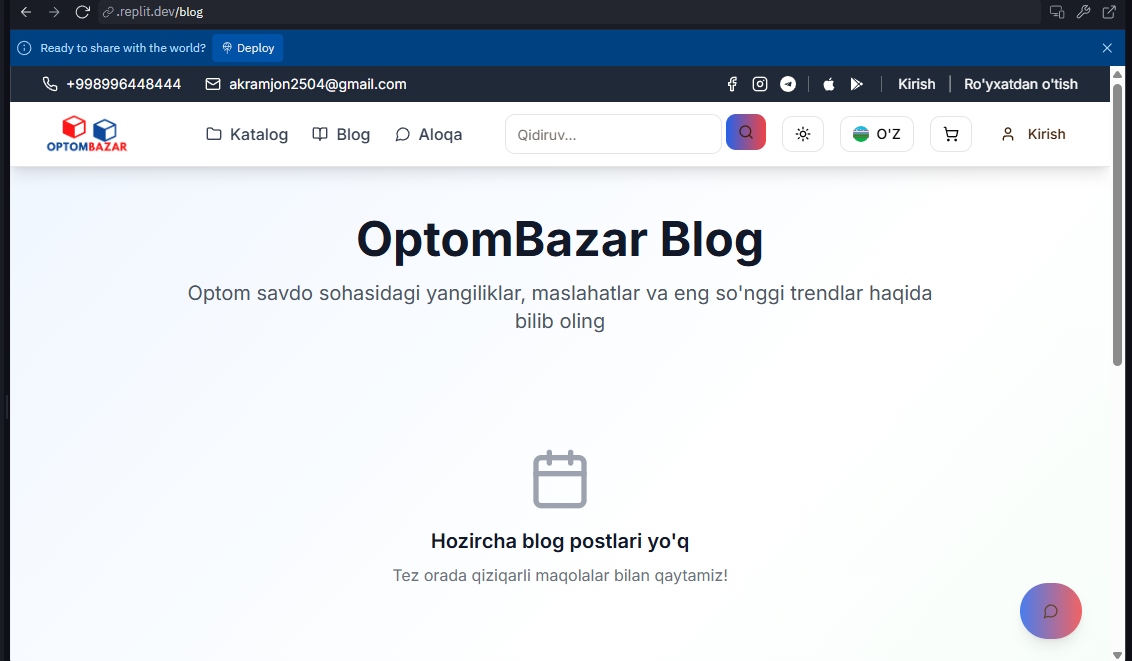 .replit.dev/blog
Ready to share with the world? Deploy
+998996448444 akramjon2504@gmail.com Kirish Ro'yxatdan o'tish
OPTOMBAZAR Katalog Blog Aloqa Qidiruv... O'Z Kirish
OptomBazar Blog
Optom savdo sohasidagi yangiliklar, maslahatlar va eng so'nggi trendlar haqida
bilib oling
Hozircha blog postlari yo'q
Tez orada qiziqarli maqolalar bilan qaytamiz!